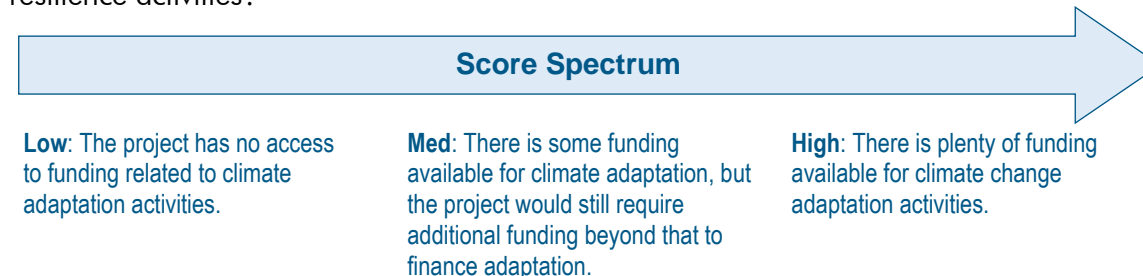 resilience activities?
Score Spectrum
Low: The project has no access
to funding related to climate
adaptation activities.
Med: There is some funding
available for climate adaptation, but
the project would still require
additional funding beyond that to
finance adaptation.
High: There is plenty of funding
available for climate change
adaptation activities.